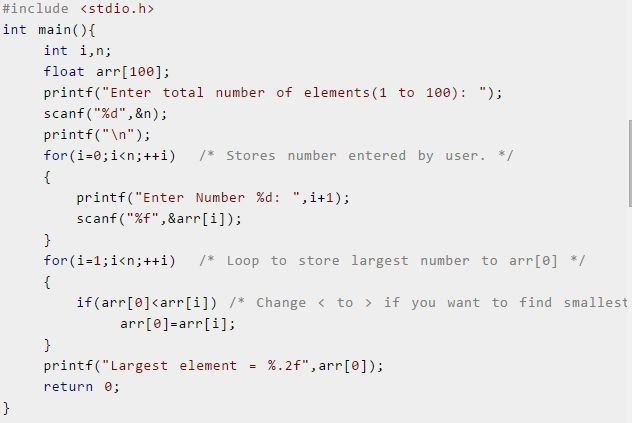 #include <stdio.h>
int main(){
int i,n;
float arr[100];
printf("Enter total number of elements(1 to 100): ");
scanf("%d",&n);
printf("\n");
for(i=0;i<n;++i) /* Stores number entered by user. */
{
printf("Enter Number %d: ",i+1);
scanf("%f",&arr[i]);
}
for(i=1;i<n;++i) /* Loop to store largest number to arr[0] */
{
if(arr[0]<arr[i]) /* Change < to > if you want to find smallest
arr[0]=arr[i];
}
printf("Largest element = %.2f",arr[0]);
return 0;
}